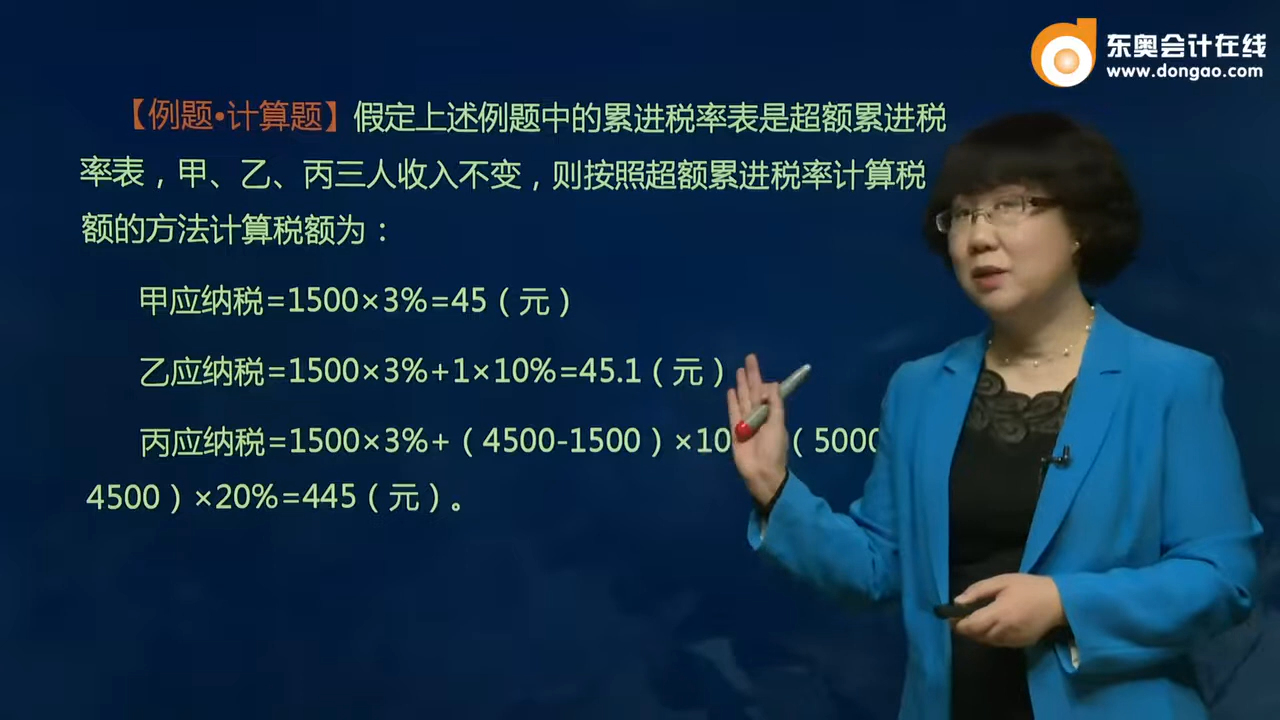 东奥会计在线
www.dongao.com
【例题•计算题】假定上述例题中的累进税率表是超额累进税
率表，甲、乙、丙三人收入不变，则按照超额累进税率计算税
额的方法计算税额为：
甲应纳税=1500×3%=45（元）
乙应纳税=1500×3%+1×10%=45.1（元）
丙应纳税=1500×3%+（4500-1500）×10 （5000
4500）×20%=445（元）。